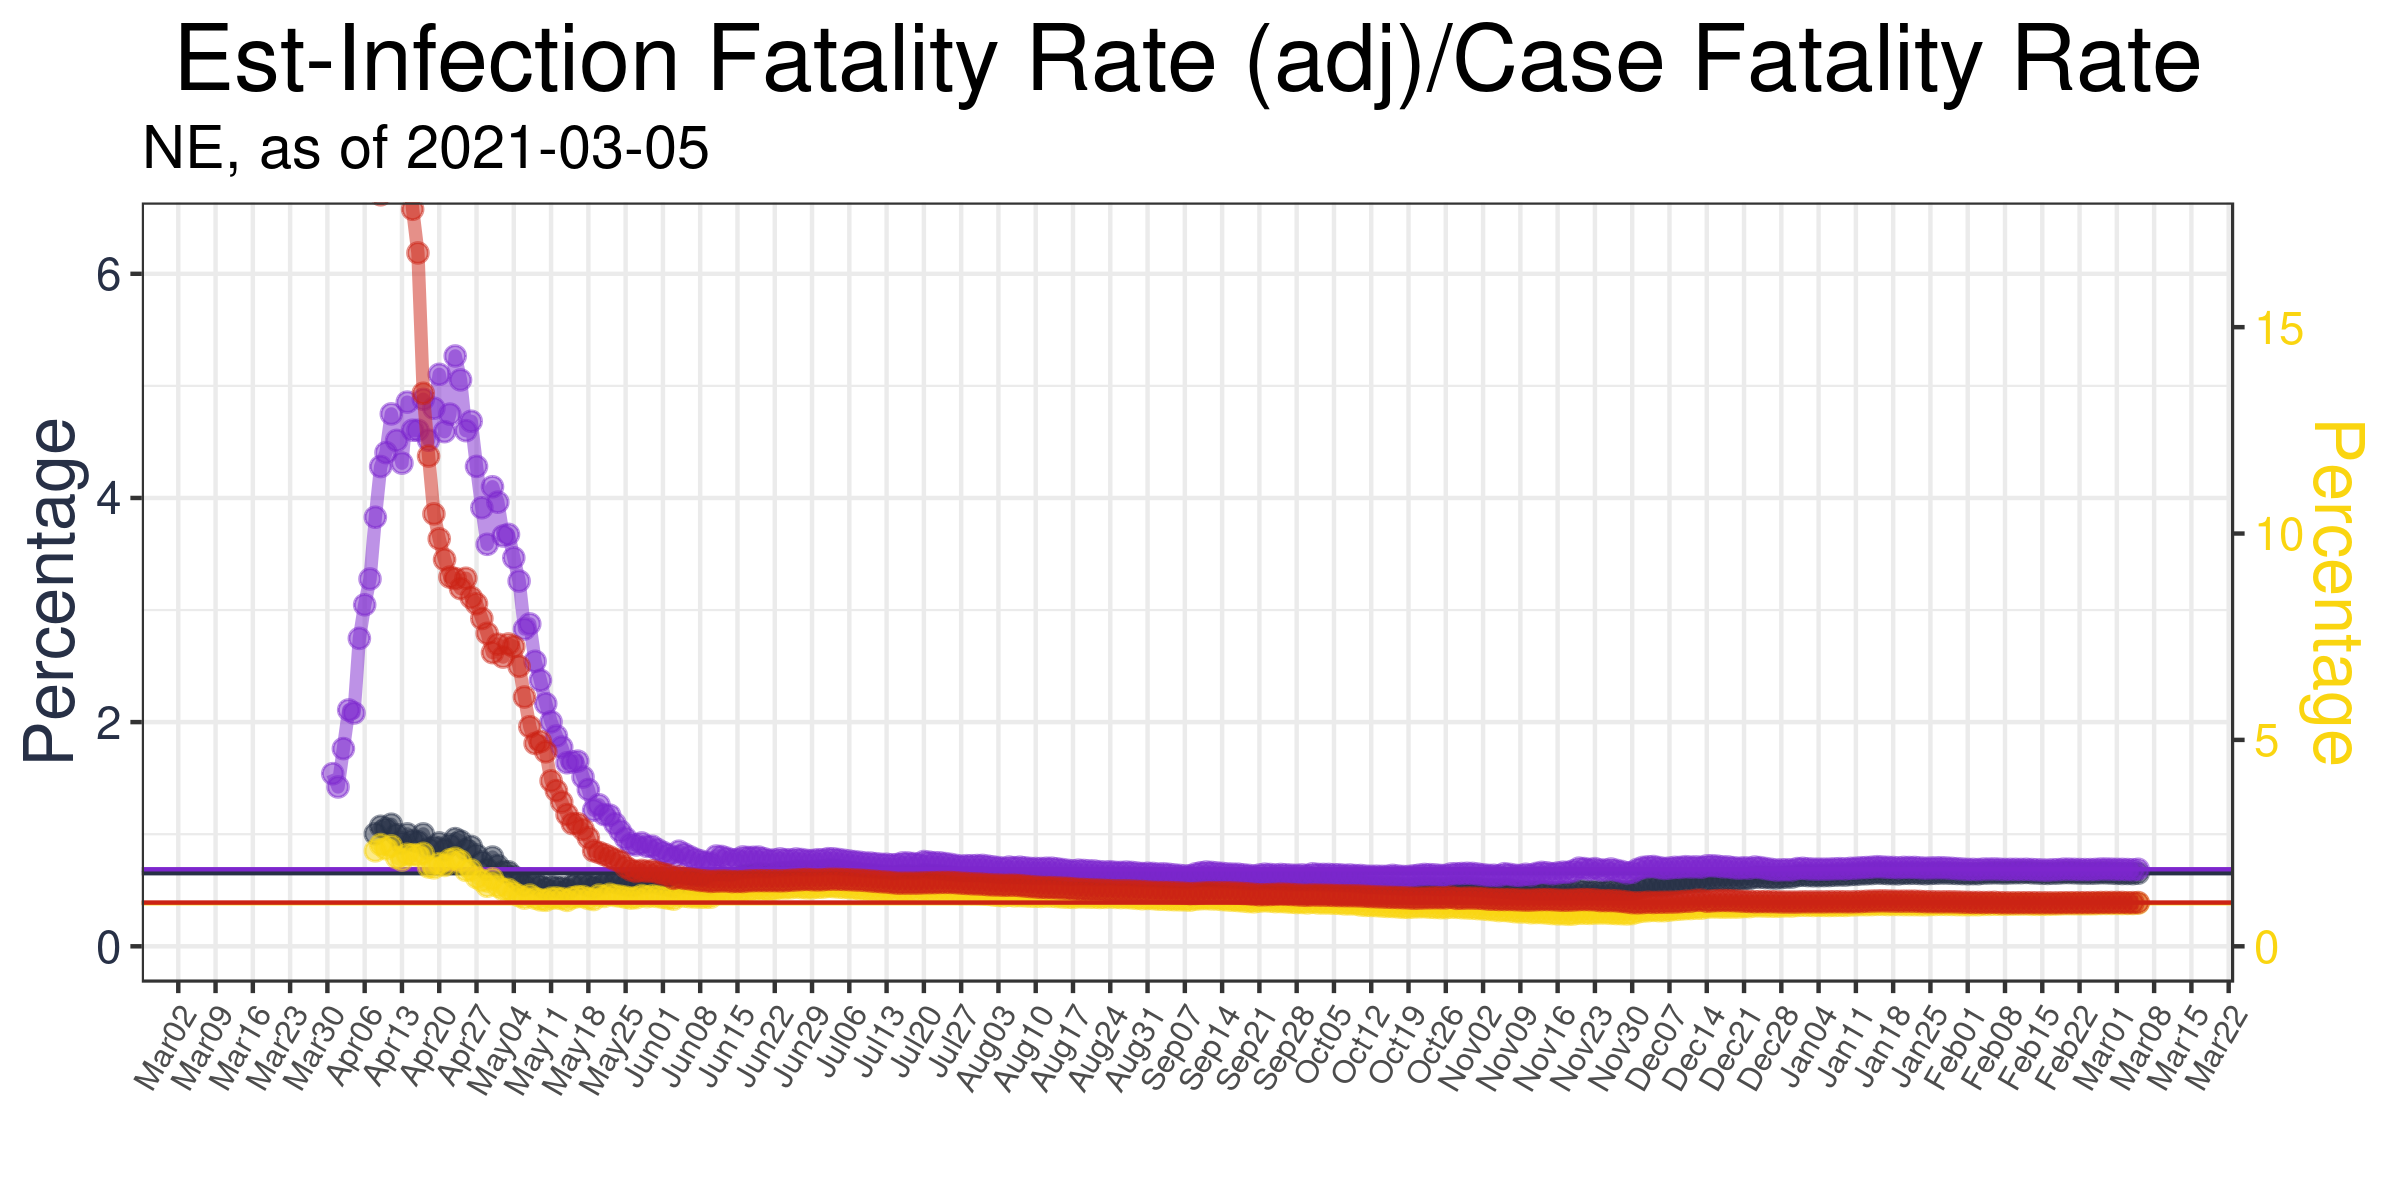 Est-Infection Fatality Rate (adj)/Case Fatality Rate
NE, as of 2021-03-05
Percentage
6
4
2
0
15
10
5
0
Percentage
Mar02
Mar09
Mar16
Mar23
Mar30
Apr06
Apr13
Apr20
Apr27
May04
May11
May18
May25
Jun01
Jun08
Jun15
Jun22
Jun29
Jul06
Jul13
Jul20
Jul27
Aug03
Aug10
Aug17
Aug24
Aug31
Sep07
Sep14
Sep21
Sep28
Oct05
Oct12
Oct19
Oct26
Nov02
Nov09
Nov16
Nov23
Nov30
Dec07
Dec14
Dec21
Dec28
Jan04
Jan11
Jan18
Jan25
Feb01
Feb08
Feb15
Feb22
Mar01
Mar08
Mar15
Mar22